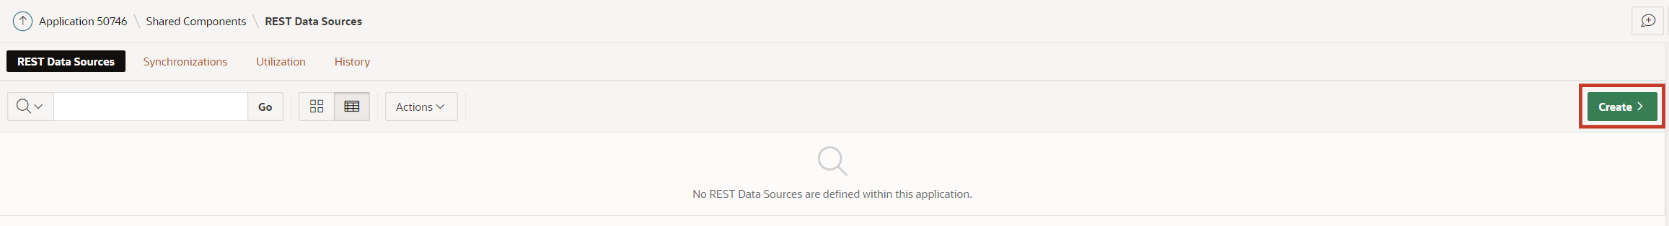 Application 50746 \ Shared Components \ REST Data Sources
REST Data Sources Synchronizations Utilization History
Go Actions Create
No REST Data Sources are defined within this application.